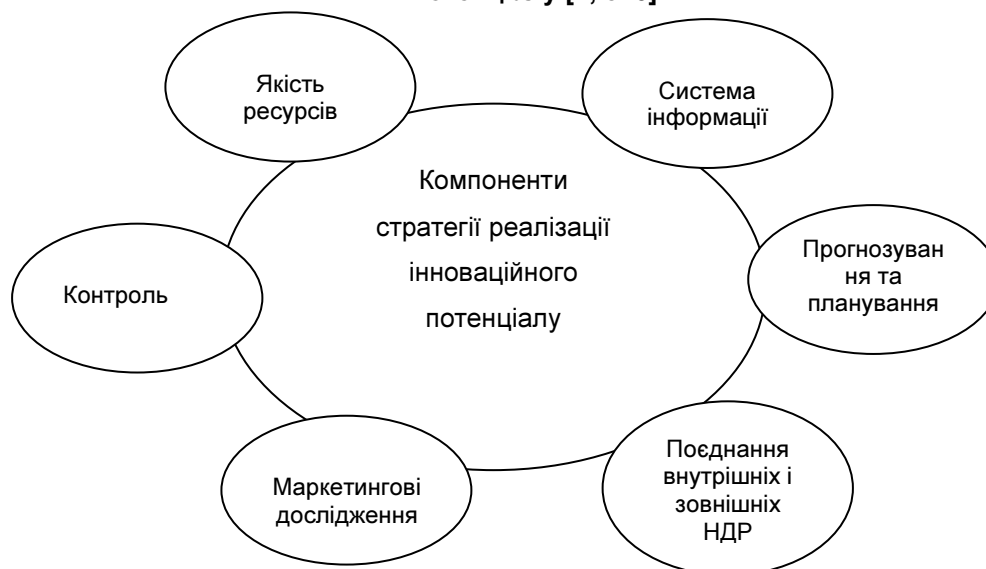 Якість
ресурсів
Система
інформації
Компоненти
стратегії реалізації
інноваційного
потенціалу
Прогнозуван
ня та
планування
Контроль
Поєднання
внутрішніх і
зовнішніх
НДР
Маркетингові
дослідження